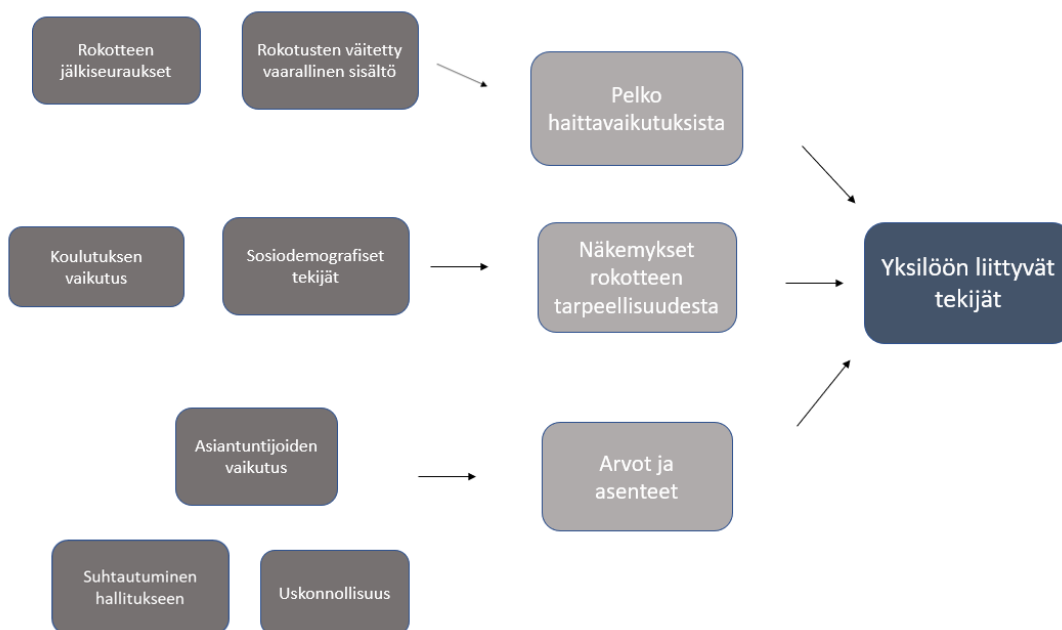 Rokotteen
jälkiseuraukset
Rokotusten väitetty
vaarallinen sisältö
Pelko
haittavaikutuksista
Koulutuksen
vaikutus
Sosiodemografiset
tekijät
Näkemykset
rokotteen
tarpeellisuudesta
Yksilöön liittyvät
tekijät
Asiantuntijoiden
vaikutus
Arvot ja
asenteet
Suhtautuminen
hallitukseen
Uskonnollisuus